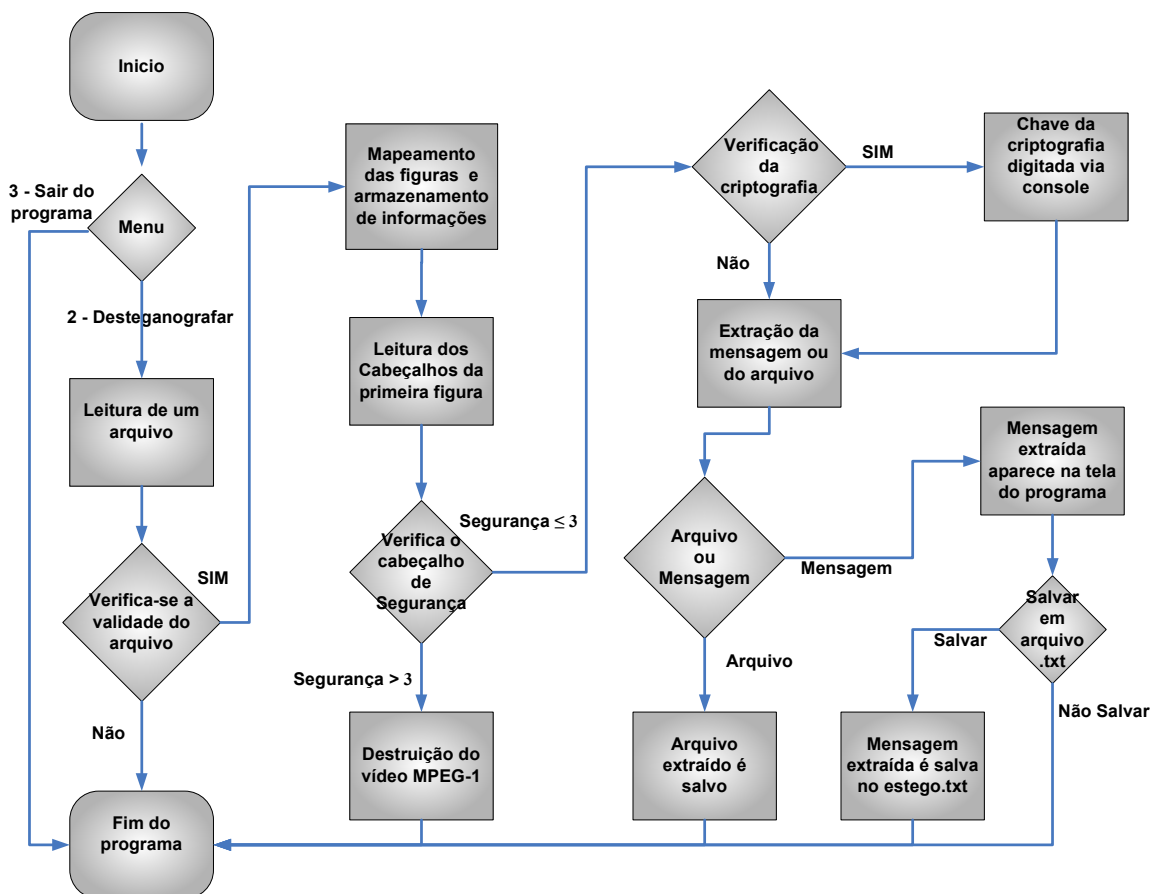 Inicio
3 - Sair do
programa
Menu
2 - Desteganografar
Leitura de um
arquivo
Verifica-se a
validade do
arquivo
SIM
Não
Fim do
programa
Mapeamento
das figuras e
armazenamento
de informações
Leitura dos
Cabeçalhos da
primeira figura
Verifica o
cabeçalho
de
Segurança
Segurança ≤ 3
Segurança > 3
Destruição do
vídeo MPEG-1
Verificação
da
criptografia
SIM
Não
Chave da
criptografia
digitada via
console
Extração da
mensagem ou
do arquivo
Arquivo
ou
Mensagem
Mensagem
Arquivo
Arquivo
extraído é
salvo
Mensagem
extraída
aparece na tela
do programa
Salvar
em
arquivo
.txt
Salvar
Não Salvar
Mensagem
extraída é salva
no estego.txt